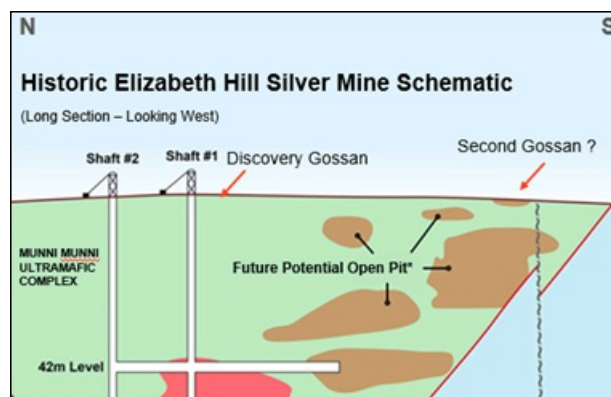 N
S
Historic Elizabeth Hill Silver Mine Schematic
(Long Section – Looking West)
Shaft #2
Shaft #1
Discovery Gossan
Second Gossan ?
MUNNI MUNNI
ULTRAMAFIC
COMPLEX
Future Potential Open Pit*
42m Level